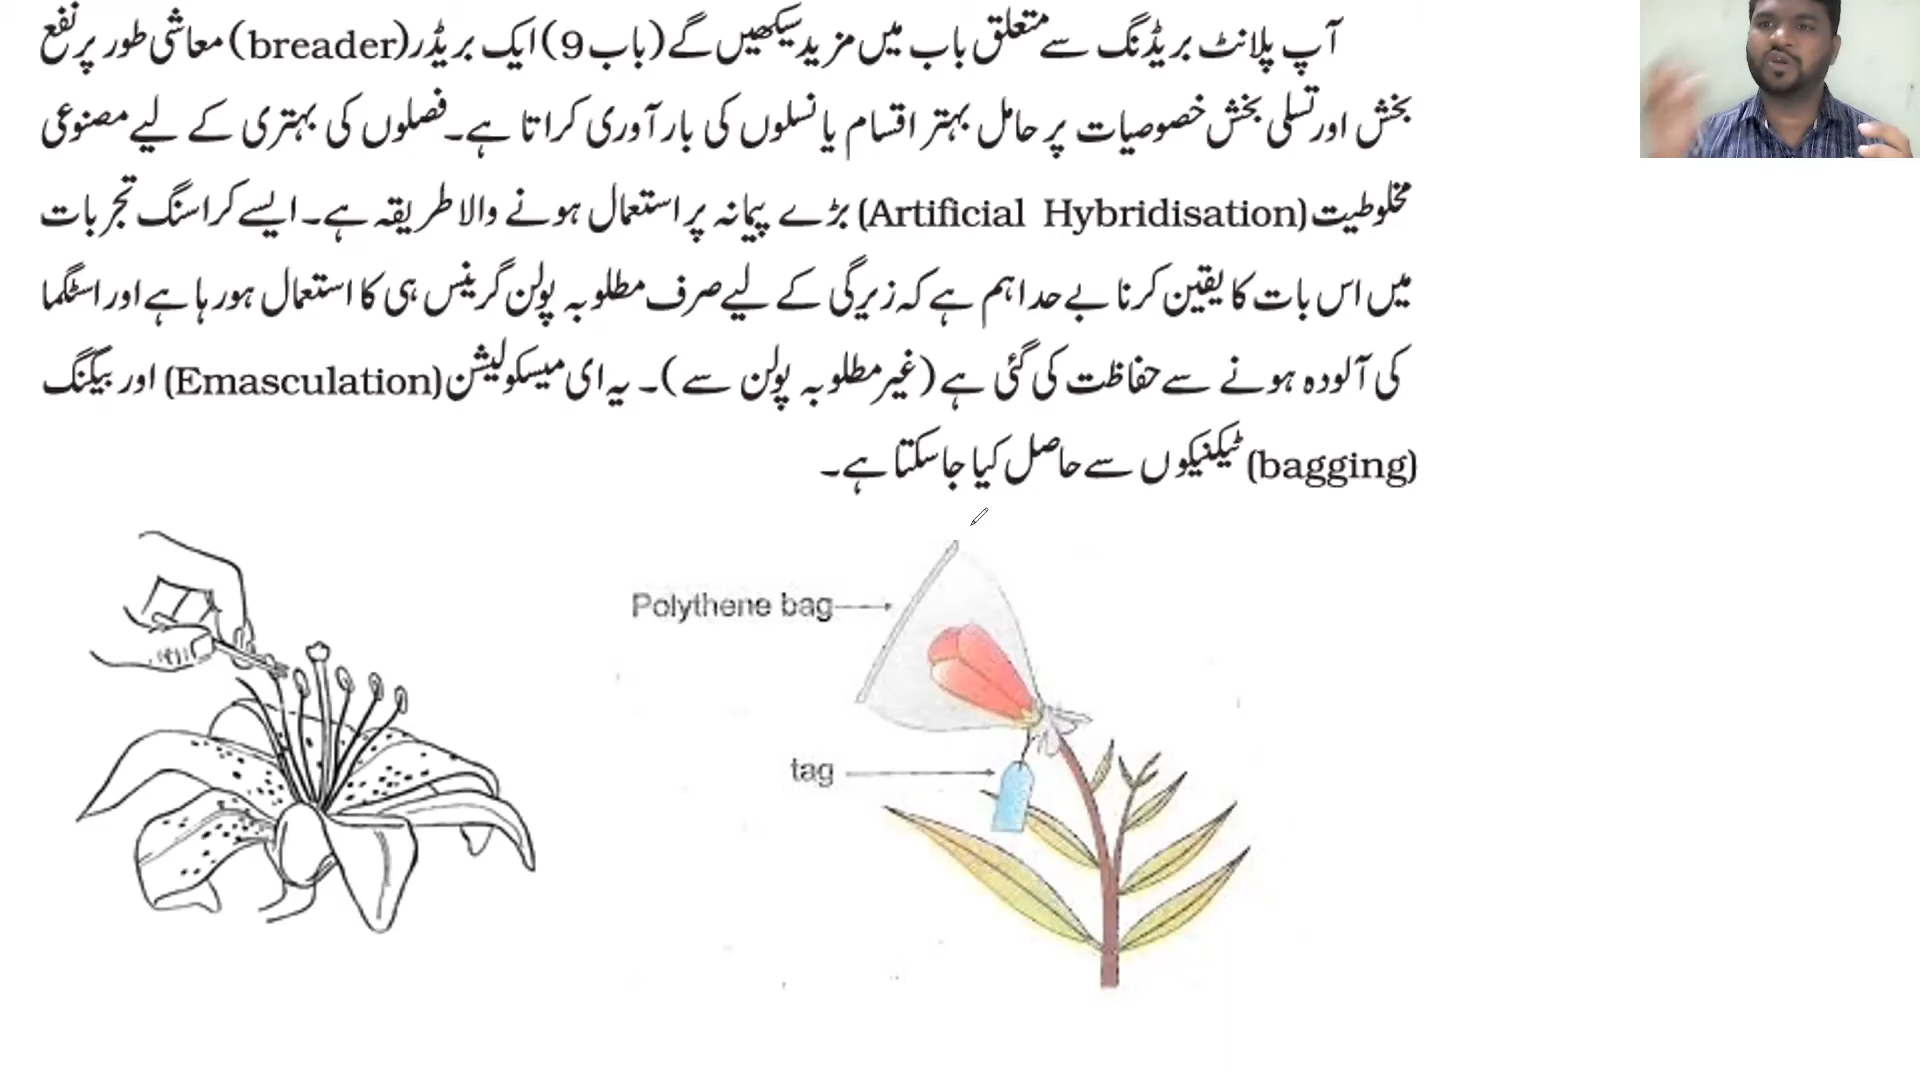 آپ پلانٹ بریڈنگ سے متعلق باب میں مزید سیکھیں گے (باب 9) ایک بریڈر (breader) معاشی طور پر نفع
بخش اور تسلی بخش خصوصیات پر حامل بہتر اقسام یا نسلوں کی بار آوری کراتا ہے۔ فصلوں کی بہتری کے لیے مصنوعی
مخلوطیت (Artificial Hybridisation) بڑے پیمانہ پر استعمال ہونے والا طریقہ ہے۔ ایسے کراسنگ تجربات
میں اس بات کا یقین کرنا بے حد اہم ہے کہ زیرگی کے لیے صرف مطلوبہ پولن گرینس ہی کا استعمال ہورہا ہے اور اسٹگما
کی آلودہ ہونے سے حفاظت کی گئی ہے (غیر مطلوبہ پولن سے)۔ یہ ای میسکولیشن (Emasculation) اور بیگنگ
(bagging) ٹیکنیکوں سے حاصل کیا جاسکتا ہے۔
Polythene bag
tag